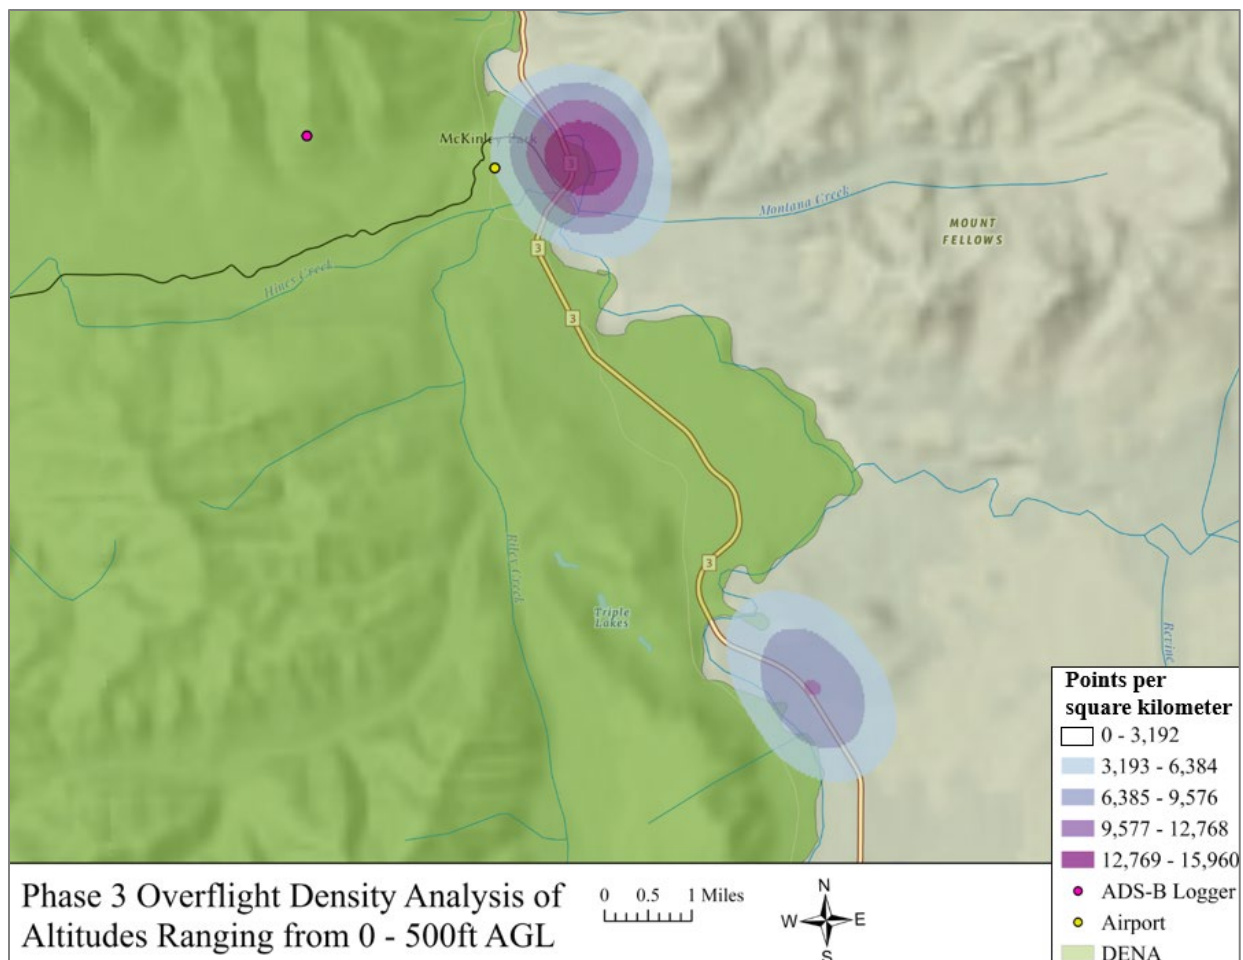 McKinley Park
3
Montana Creek
MOUNT
FELLOWS
3
Hines Creek
3
3
Riley Creek
Triple
Lakes
Revine
Points per
square kilometer
0 - 3,192
3,193 - 6,384
6,385 - 9,576
9,577 - 12,768
12,769 - 15,960
ADS-B Logger
Airport
DENA
Phase 3 Overflight Density Analysis of
Altitudes Ranging from 0 - 500ft AGL
0 0.5 1 Miles
N
W E
S